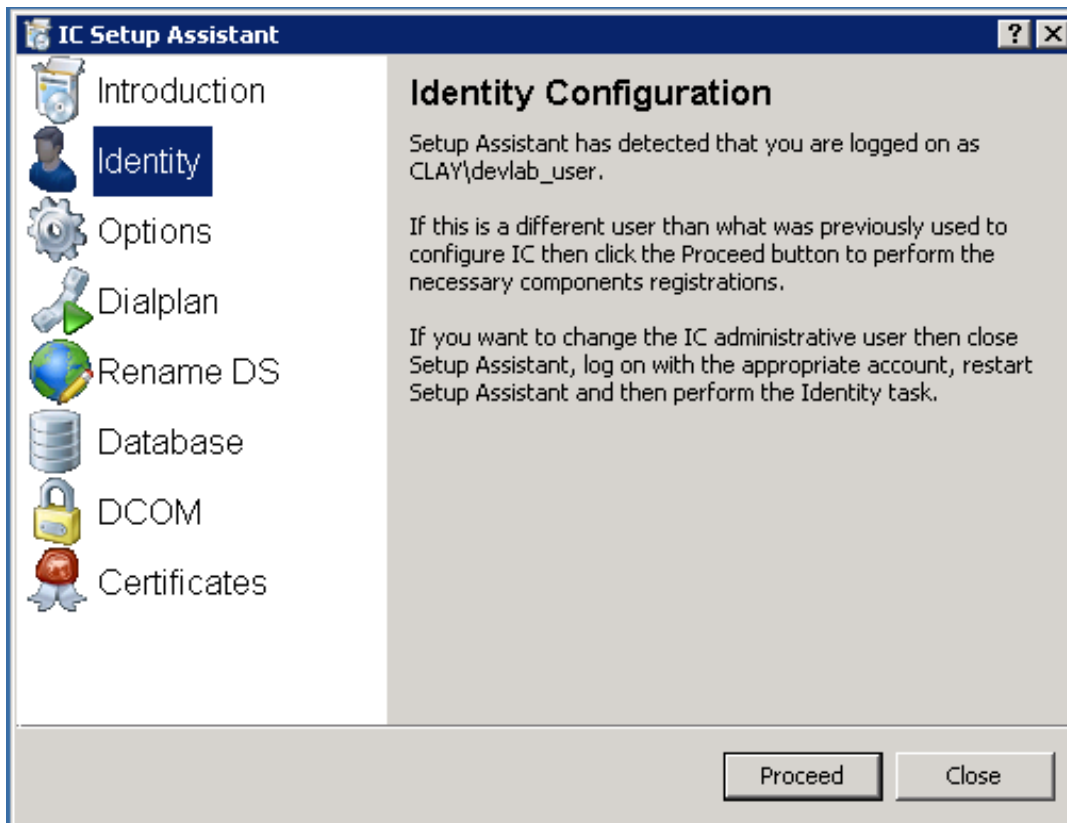 IC Setup Assistant
Introduction
Identity
Options
Dialplan
Rename DS
Database
DCOM
Certificates
Identity Configuration
Setup Assistant has detected that you are logged on as
CLAY\devlab_user.
If this is a different user than what was previously used to
configure IC then click the Proceed button to perform the
necessary components registrations.
If you want to change the IC administrative user then close
Setup Assistant, log on with the appropriate account, restart
Setup Assistant and then perform the Identity task.
Proceed
Close